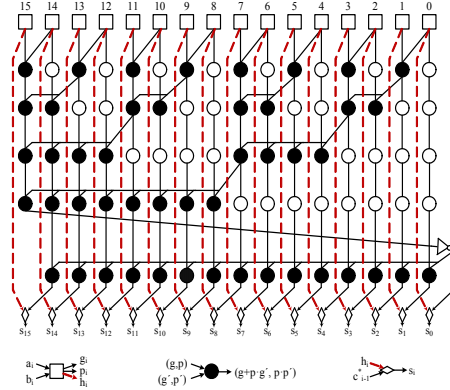 15 14 13 12 11 10 9 8 7 6 5 4 3 2 1 0
s₁₅ s₁₄ s₁₃ s₁₂ s₁₁ s₁₀ s₉ s₈ s₇ s₆ s₅ s₄ s₃ s₂ s₁ s₀
aᵢ bᵢ gᵢ pᵢ hᵢ
(g,p) (g´,p´) (g+p·g´, p·p´)
hᵢ c*ᵢ₋₁ sᵢ